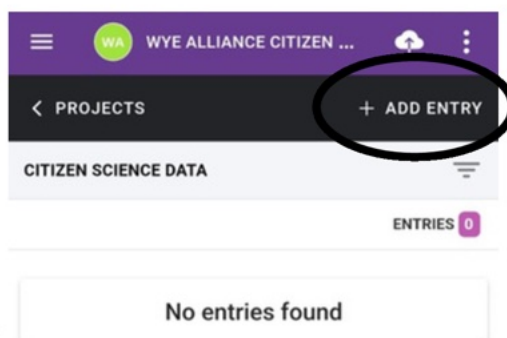 WA WYE ALLIANCE CITIZEN ...
< PROJECTS + ADD ENTRY
CITIZEN SCIENCE DATA
ENTRIES 0
No entries found